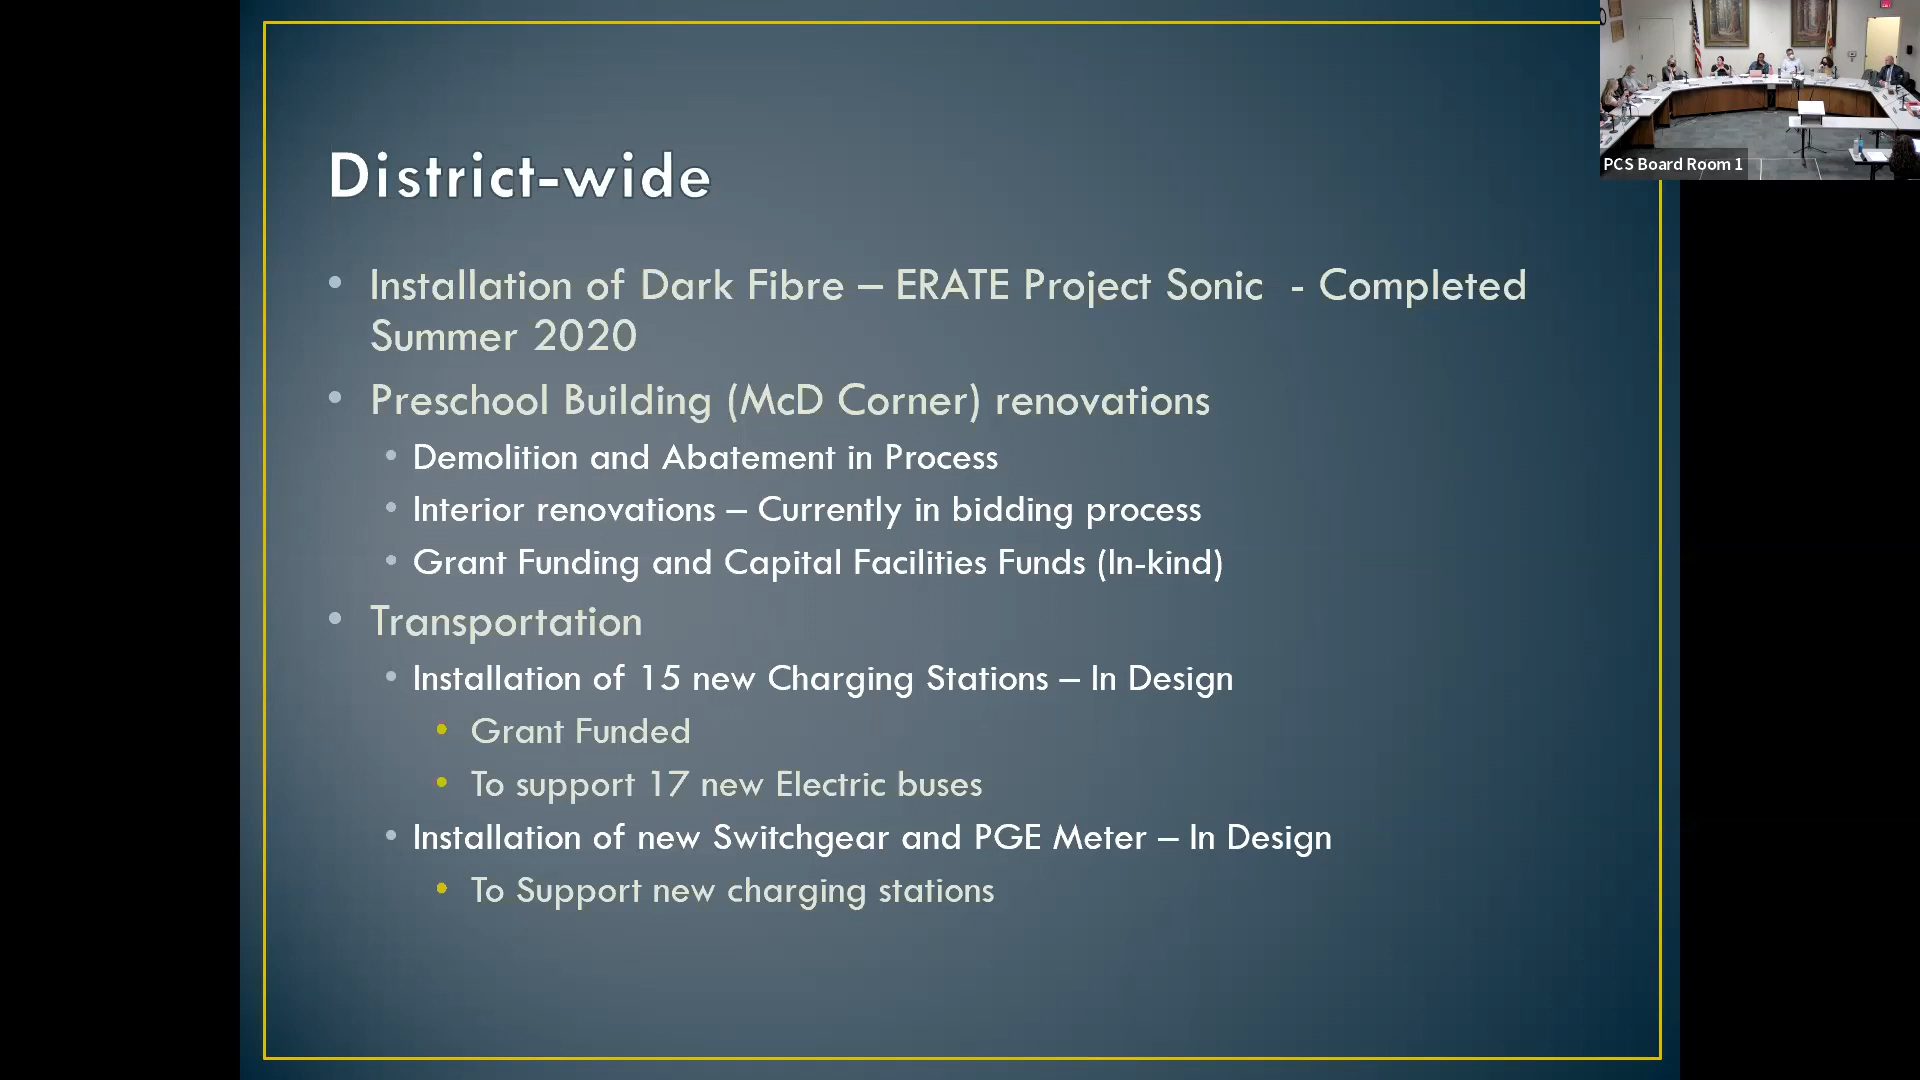 PCS Board Room 1
District-wide
• Installation of Dark Fibre – ERATE Project Sonic - Completed
Summer 2020
• Preschool Building (McD Corner) renovations
• Demolition and Abatement in Process
• Interior renovations – Currently in bidding process
• Grant Funding and Capital Facilities Funds (In-kind)
• Transportation
• Installation of 15 new Charging Stations – In Design
• Grant Funded
• To support 17 new Electric buses
• Installation of new Switchgear and PGE Meter – In Design
• To Support new charging stations